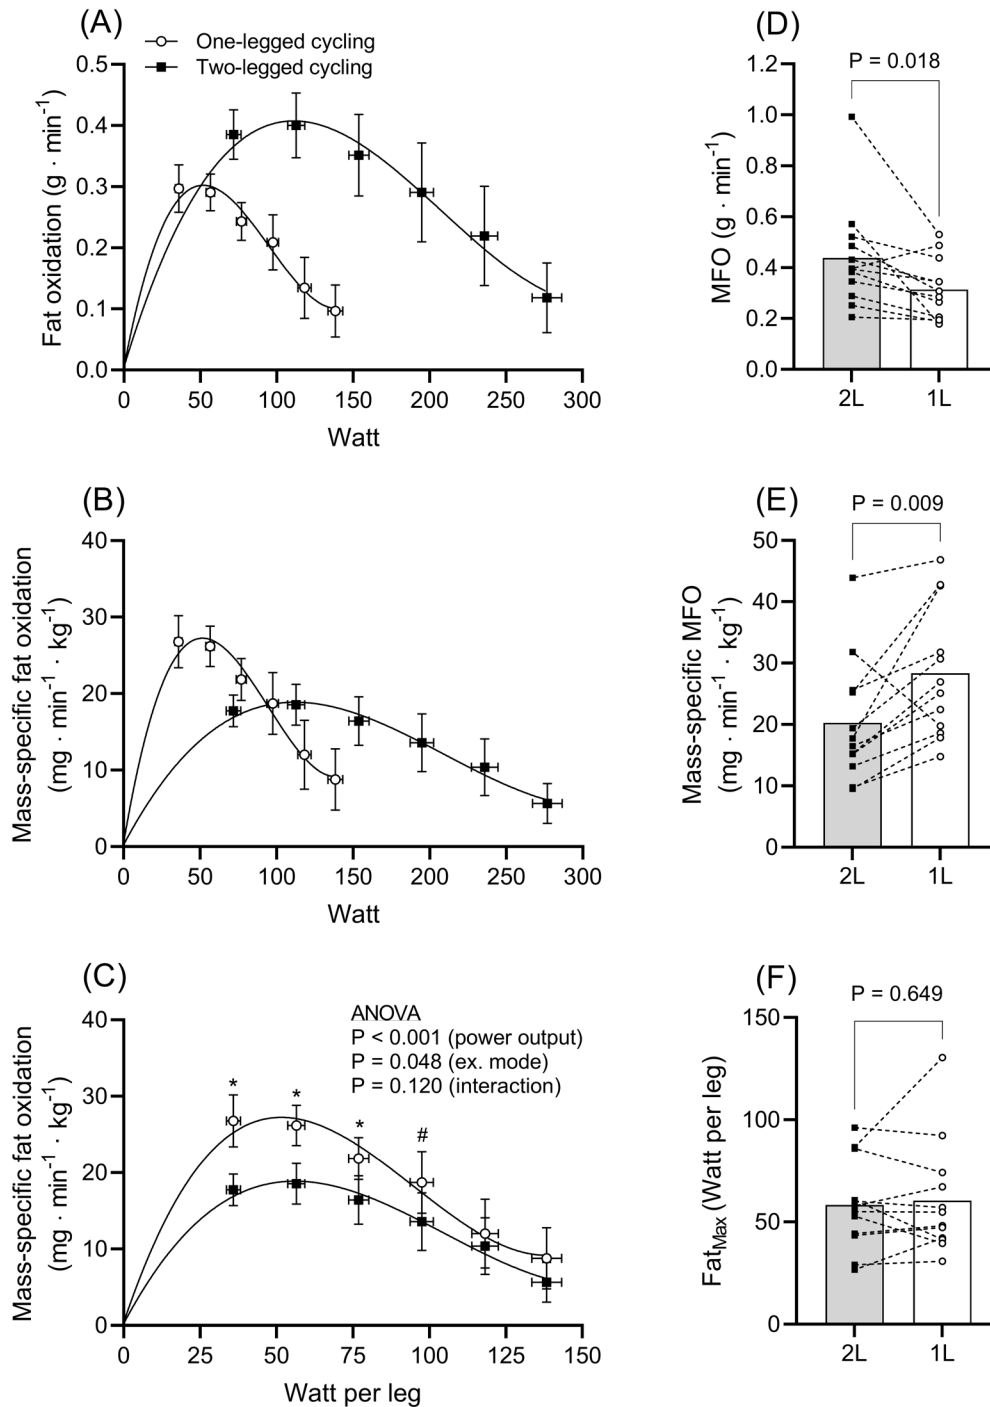 (A)
One-legged cycling
Two-legged cycling
Fat oxidation (g · min⁻¹)
0.5
0.4
0.3
0.2
0.1
0.0
0 50 100 150 200 250 300
Watt
(D)
P = 0.018
MFO (g · min⁻¹)
1.2
1.0
0.8
0.6
0.4
0.2
0.0
2L 1L
(B)
Mass-specific fat oxidation
(mg · min⁻¹ · kg⁻¹)
40
30
20
10
0
0 50 100 150 200 250 300
Watt
(E)
P = 0.009
Mass-specific MFO
(mg · min⁻¹ · kg⁻¹)
50
40
30
20
10
0
2L 1L
(C)
ANOVA
P < 0.001 (power output)
P = 0.048 (ex. mode)
P = 0.120 (interaction)
Mass-specific fat oxidation
(mg · min⁻¹ · kg⁻¹)
40
30
20
10
0
* * * #
0 25 50 75 100 125 150
Watt per leg
(F)
P = 0.649
Fat_Max (Watt per leg)
150
100
50
0
2L 1L